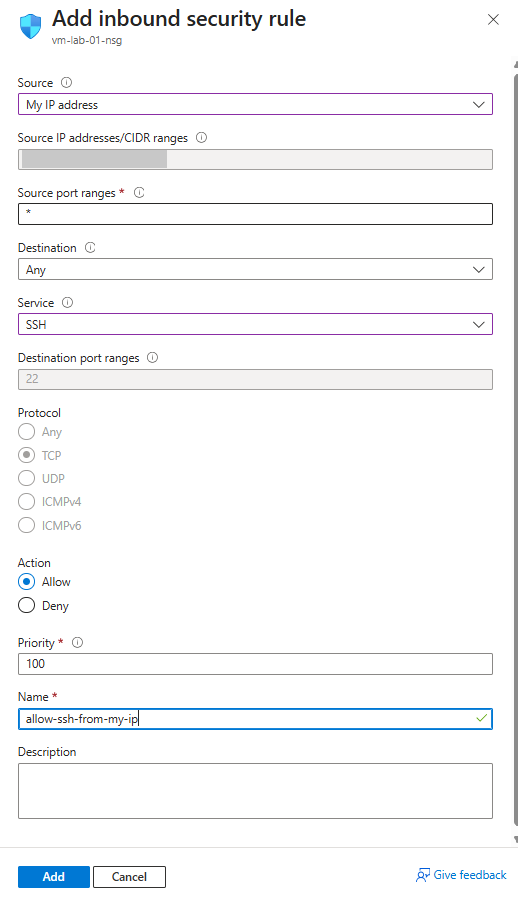 Add inbound security rule
vm-lab-01-nsg
Source
My IP address
Source IP addresses/CIDR ranges
Source port ranges *
*
Destination
Any
Service
SSH
Destination port ranges
22
Protocol
Any
TCP
UDP
ICMPv4
ICMPv6
Action
Allow
Deny
Priority *
100
Name *
allow-ssh-from-my-ip
Description
Add Cancel Give feedback